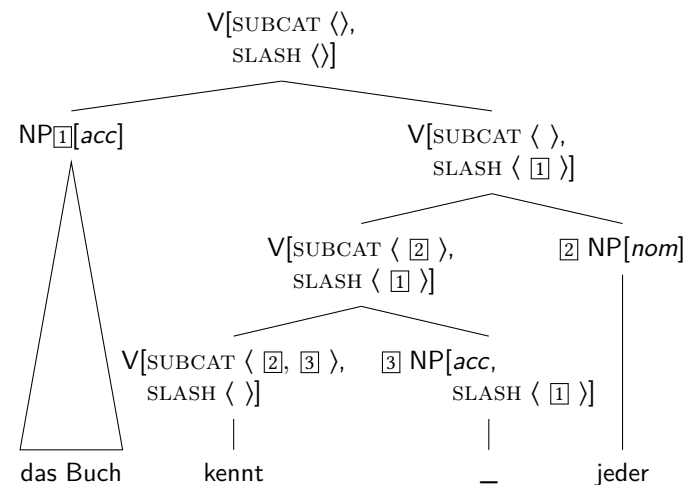 V[SUBCAT ⟨⟩,
SLASH ⟨⟩]
NP1[acc]
V[SUBCAT ⟨ ⟩,
SLASH ⟨ 1 ⟩]
V[SUBCAT ⟨ 2 ⟩,
SLASH ⟨ 1 ⟩]
2 NP[nom]
V[SUBCAT ⟨ 2, 3 ⟩,
SLASH ⟨ ⟩]
3 NP[acc,
SLASH ⟨ 1 ⟩]
das Buch kennt _ jeder